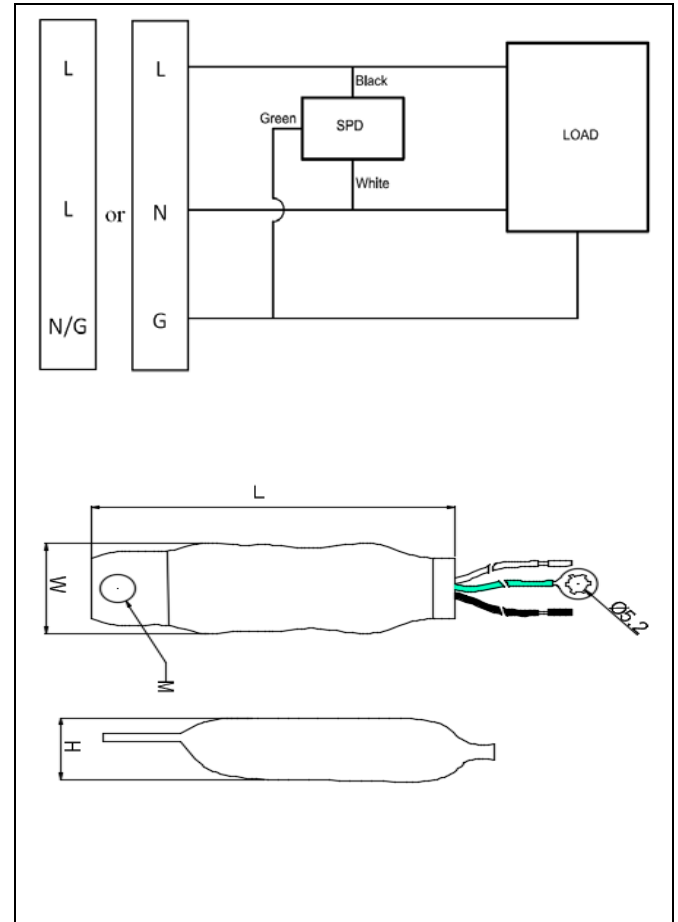 L L
Black
Green SPD
LOAD
White
L or N
N/G G
L
W
M
Ø5.2
H